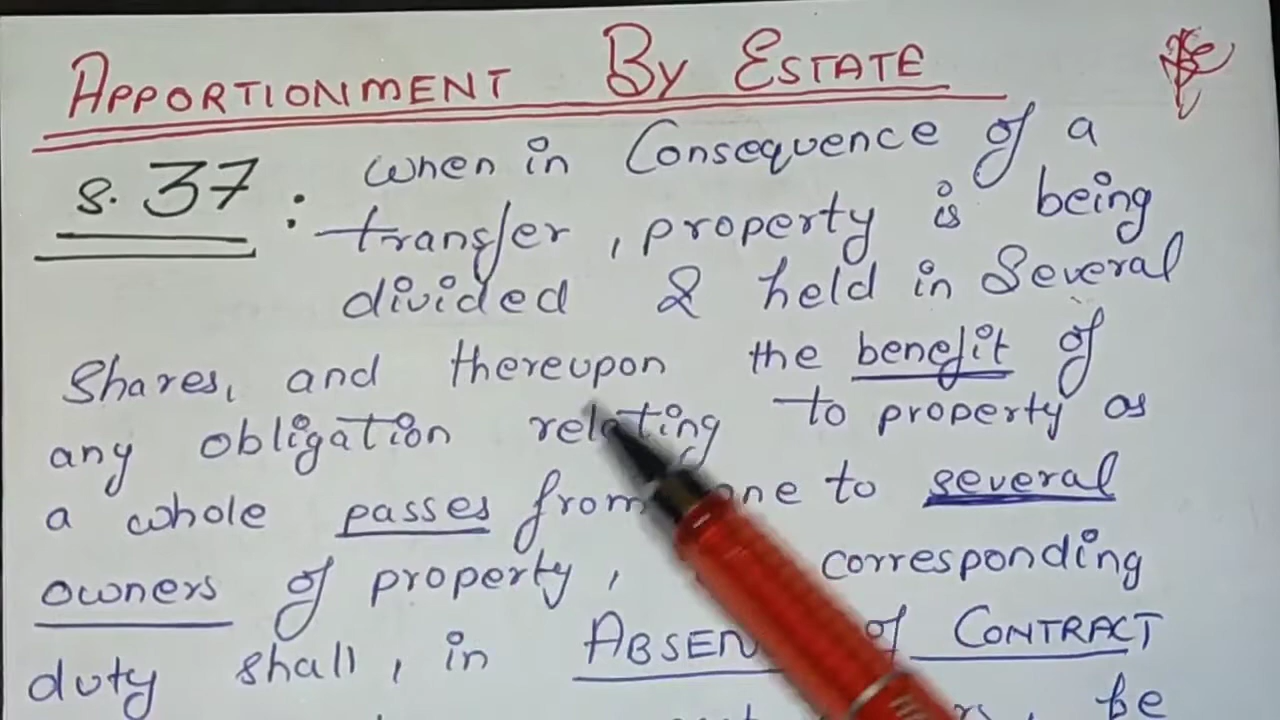 APPORTIONMENT BY ESTATE
s. 37 : when in Consequence of a
transfer, property is being
divided & held in Several
Shares, and thereupon the benefit of
any obligation relating to property as
a whole passes from one to several
owners of property, corresponding
duty shall, in ABSEN of CONTRACT
be